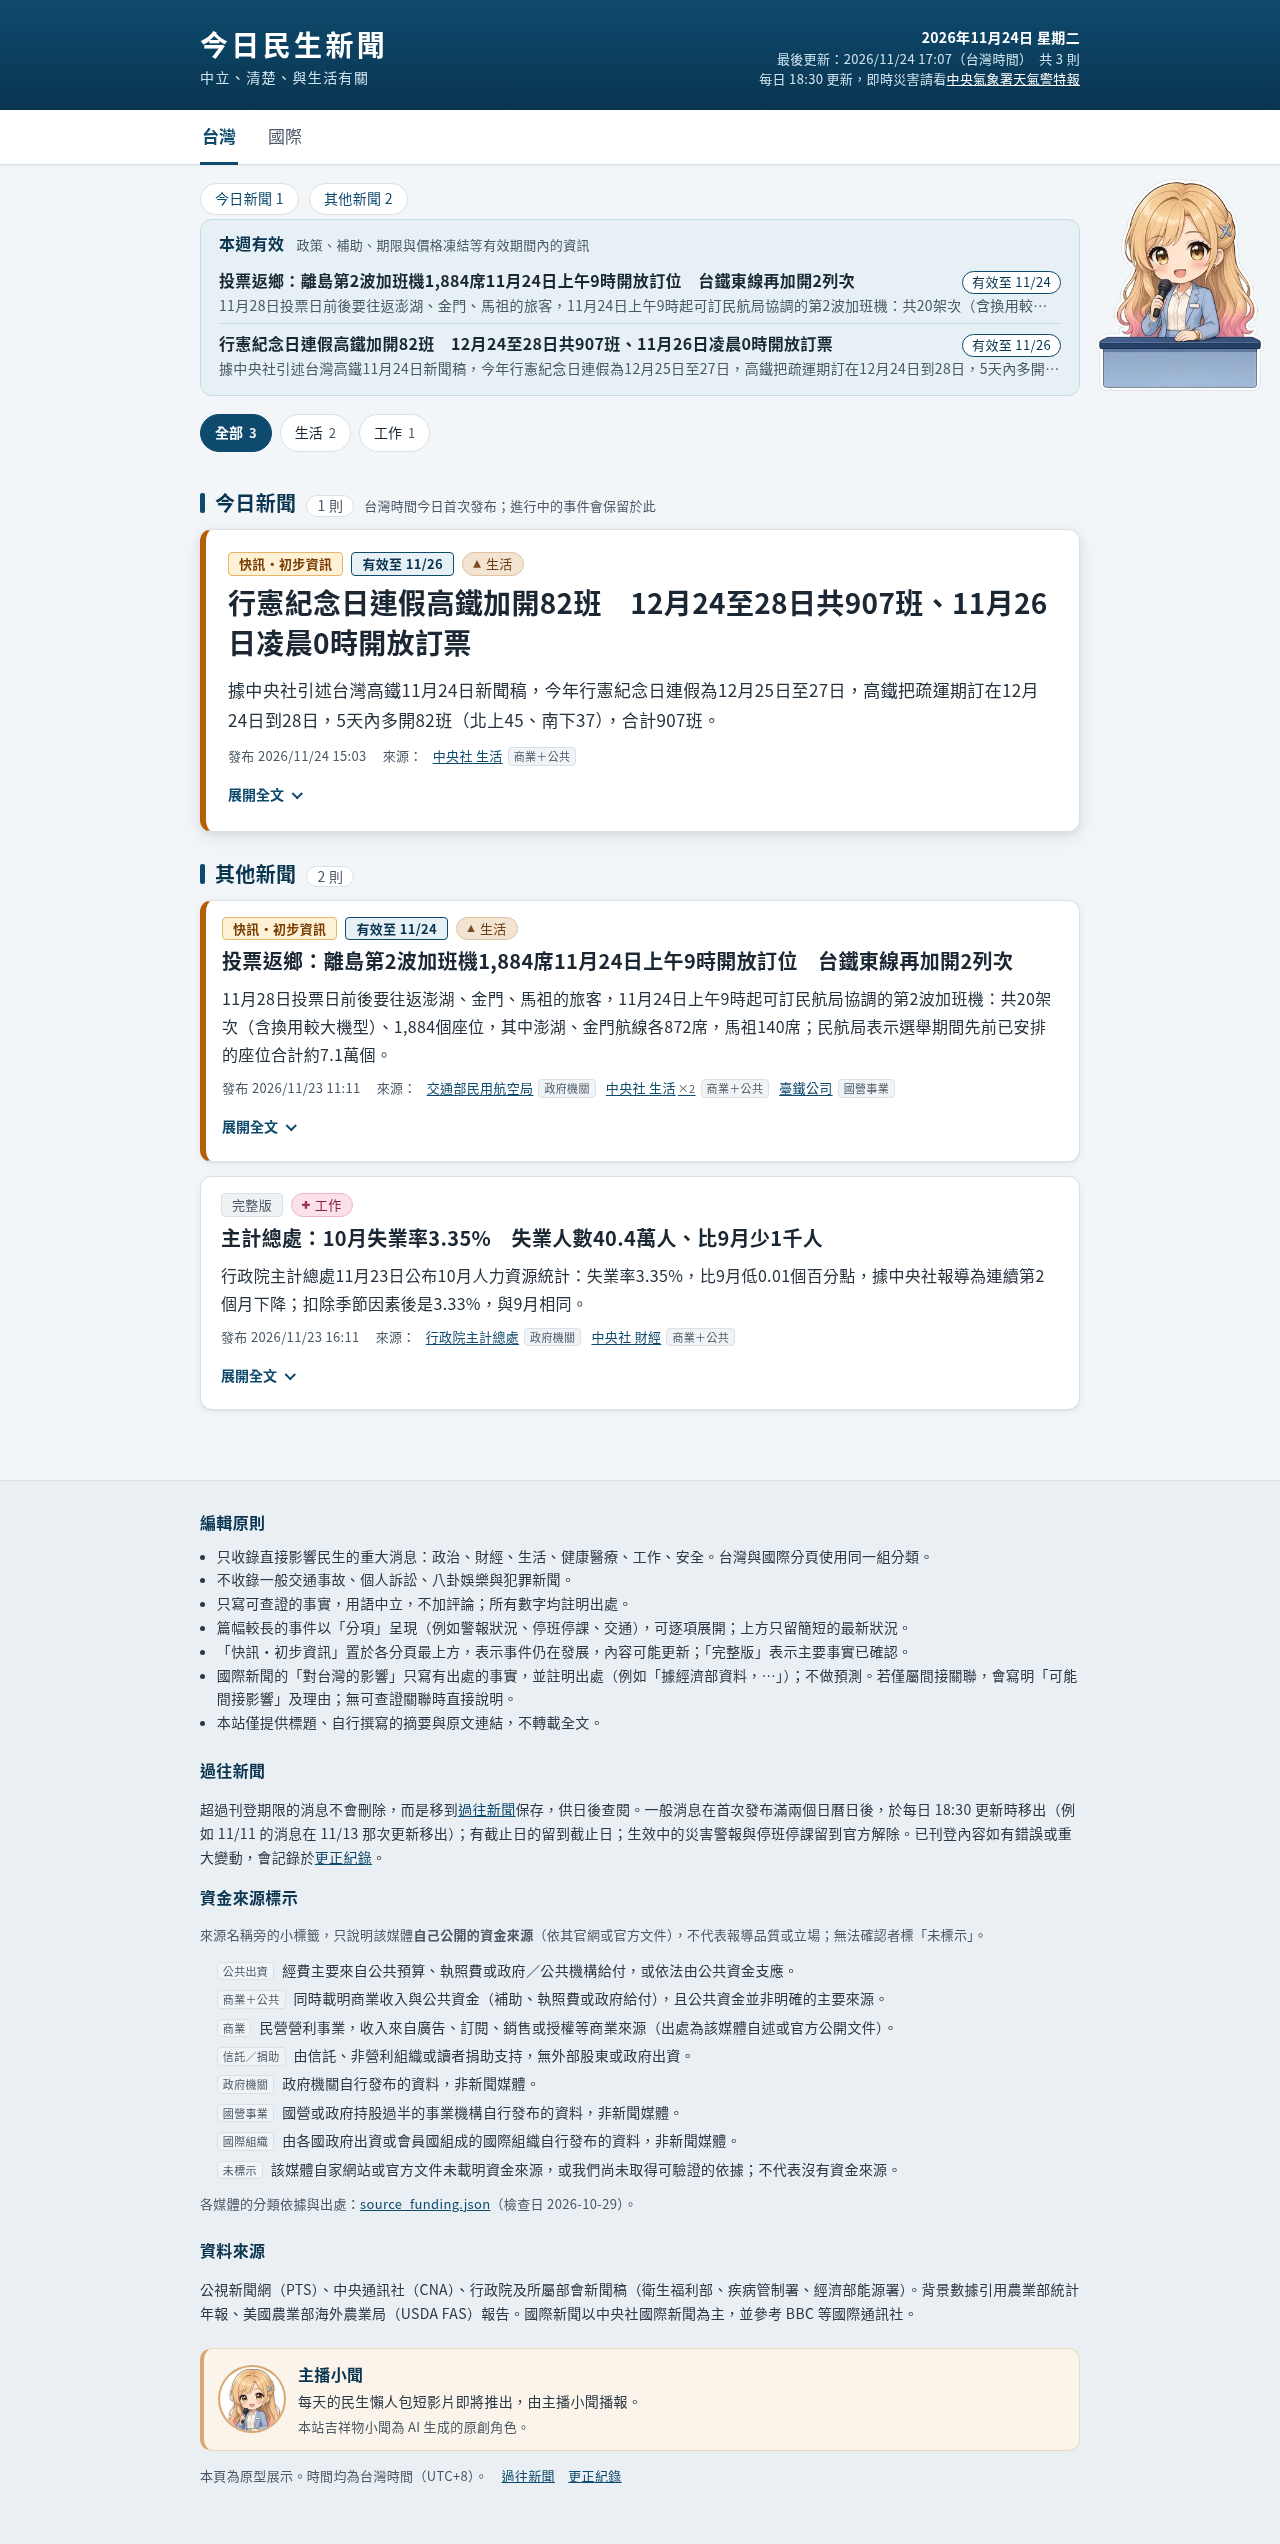 今日民生新聞
中立、清楚、與生活有關
2026年11月24日 星期二
最後更新：2026/11/24 17:07（台灣時間） 共 3 則
每日 18:30 更新，即時災害請看中央氣象署天氣警特報
台灣 國際
今日新聞 1 其他新聞 2
本週有效 政策、補助、期限與價格凍結等有效期間內的資訊
投票返鄉：離島第2波加班機1,884席11月24日上午9時開放訂位　台鐵東線再加開2列次 有效至 11/24
11月28日投票日前後要往返澎湖、金門、馬祖的旅客，11月24日上午9時起可訂民航局協調的第2波加班機：共20架次（含換用較…
行憲紀念日連假高鐵加開82班　12月24至28日共907班、11月26日凌晨0時開放訂票 有效至 11/26
據中央社引述台灣高鐵11月24日新聞稿，今年行憲紀念日連假為12月25日至27日，高鐵把疏運期訂在12月24日到28日，5天內多開…
全部 3 生活 2 工作 1
今日新聞 1 則 台灣時間今日首次發布；進行中的事件會保留於此
快訊・初步資訊 有效至 11/26 ▲ 生活
行憲紀念日連假高鐵加開82班　12月24至28日共907班、11月26
日凌晨0時開放訂票
據中央社引述台灣高鐵11月24日新聞稿，今年行憲紀念日連假為12月25日至27日，高鐵把疏運期訂在12月
24日到28日，5天內多開82班（北上45、南下37），合計907班。
發布 2026/11/24 15:03 來源： 中央社 生活 商業＋公共
展開全文
其他新聞 2 則
快訊・初步資訊 有效至 11/24 ▲ 生活
投票返鄉：離島第2波加班機1,884席11月24日上午9時開放訂位　台鐵東線再加開2列次
11月28日投票日前後要往返澎湖、金門、馬祖的旅客，11月24日上午9時起可訂民航局協調的第2波加班機：共20架
次（含換用較大機型）、1,884個座位，其中澎湖、金門航線各872席，馬祖140席；民航局表示選舉期間先前已安排
的座位合計約7.1萬個。
發布 2026/11/23 11:11 來源： 交通部民用航空局 政府機關 中央社 生活 ×2 商業＋公共 臺鐵公司 國營事業
展開全文
完整版 ✚ 工作
主計總處：10月失業率3.35%　失業人數40.4萬人、比9月少1千人
行政院主計總處11月23日公布10月人力資源統計：失業率3.35%，比9月低0.01個百分點，據中央社報導為連續第2
個月下降；扣除季節因素後是3.33%，與9月相同。
發布 2026/11/23 16:11 來源： 行政院主計總處 政府機關 中央社 財經 商業＋公共
展開全文
編輯原則
• 只收錄直接影響民生的重大消息：政治、財經、生活、健康醫療、工作、安全。台灣與國際分頁使用同一組分類。
• 不收錄一般交通事故、個人訴訟、八卦娛樂與犯罪新聞。
• 只寫可查證的事實，用語中立，不加評論；所有數字均註明出處。
• 篇幅較長的事件以「分項」呈現（例如警報狀況、停班停課、交通），可逐項展開；上方只留簡短的最新狀況。
• 「快訊・初步資訊」置於各分頁最上方，表示事件仍在發展，內容可能更新；「完整版」表示主要事實已確認。
• 國際新聞的「對台灣的影響」只寫有出處的事實，並註明出處（例如「據經濟部資料，…」）；不做預測。若僅屬間接關聯，會寫明「可能
間接影響」及理由；無可查證關聯時直接說明。
• 本站僅提供標題、自行撰寫的摘要與原文連結，不轉載全文。
過往新聞
超過刊登期限的消息不會刪除，而是移到過往新聞保存，供日後查閱。一般消息在首次發布滿兩個日曆日後，於每日 18:30 更新時移出（例
如 11/11 的消息在 11/13 那次更新移出）；有截止日的留到截止日；生效中的災害警報與停班停課留到官方解除。已刊登內容如有錯誤或重
大變動，會記錄於更正紀錄。
資金來源標示
來源名稱旁的小標籤，只說明該媒體自己公開的資金來源（依其官網或官方文件），不代表報導品質或立場；無法確認者標「未標示」。
公共出資 經費主要來自公共預算、執照費或政府／公共機構給付，或依法由公共資金支應。
商業＋公共 同時載明商業收入與公共資金（補助、執照費或政府給付），且公共資金並非明確的主要來源。
商業 民營營利事業，收入來自廣告、訂閱、銷售或授權等商業來源（出處為該媒體自述或官方公開文件）。
信託／捐助 由信託、非營利組織或讀者捐助支持，無外部股東或政府出資。
政府機關 政府機關自行發布的資料，非新聞媒體。
國營事業 國營或政府持股過半的事業機構自行發布的資料，非新聞媒體。
國際組織 由各國政府出資或會員國組成的國際組織自行發布的資料，非新聞媒體。
未標示 該媒體自家網站或官方文件未載明資金來源，或我們尚未取得可驗證的依據；不代表沒有資金來源。
各媒體的分類依據與出處：source_funding.json（檢查日 2026-10-29）。
資料來源
公視新聞網（PTS）、中央通訊社（CNA）、行政院及所屬部會新聞稿（衛生福利部、疾病管制署、經濟部能源署）。背景數據引用農業部統計
年報、美國農業部海外農業局（USDA FAS）報告。國際新聞以中央社國際新聞為主，並參考 BBC 等國際通訊社。
主播小聞
每天的民生懶人包短影片即將推出，由主播小聞播報。
本站吉祥物小聞為 AI 生成的原創角色。
本頁為原型展示。時間均為台灣時間（UTC+8）。 過往新聞 更正紀錄